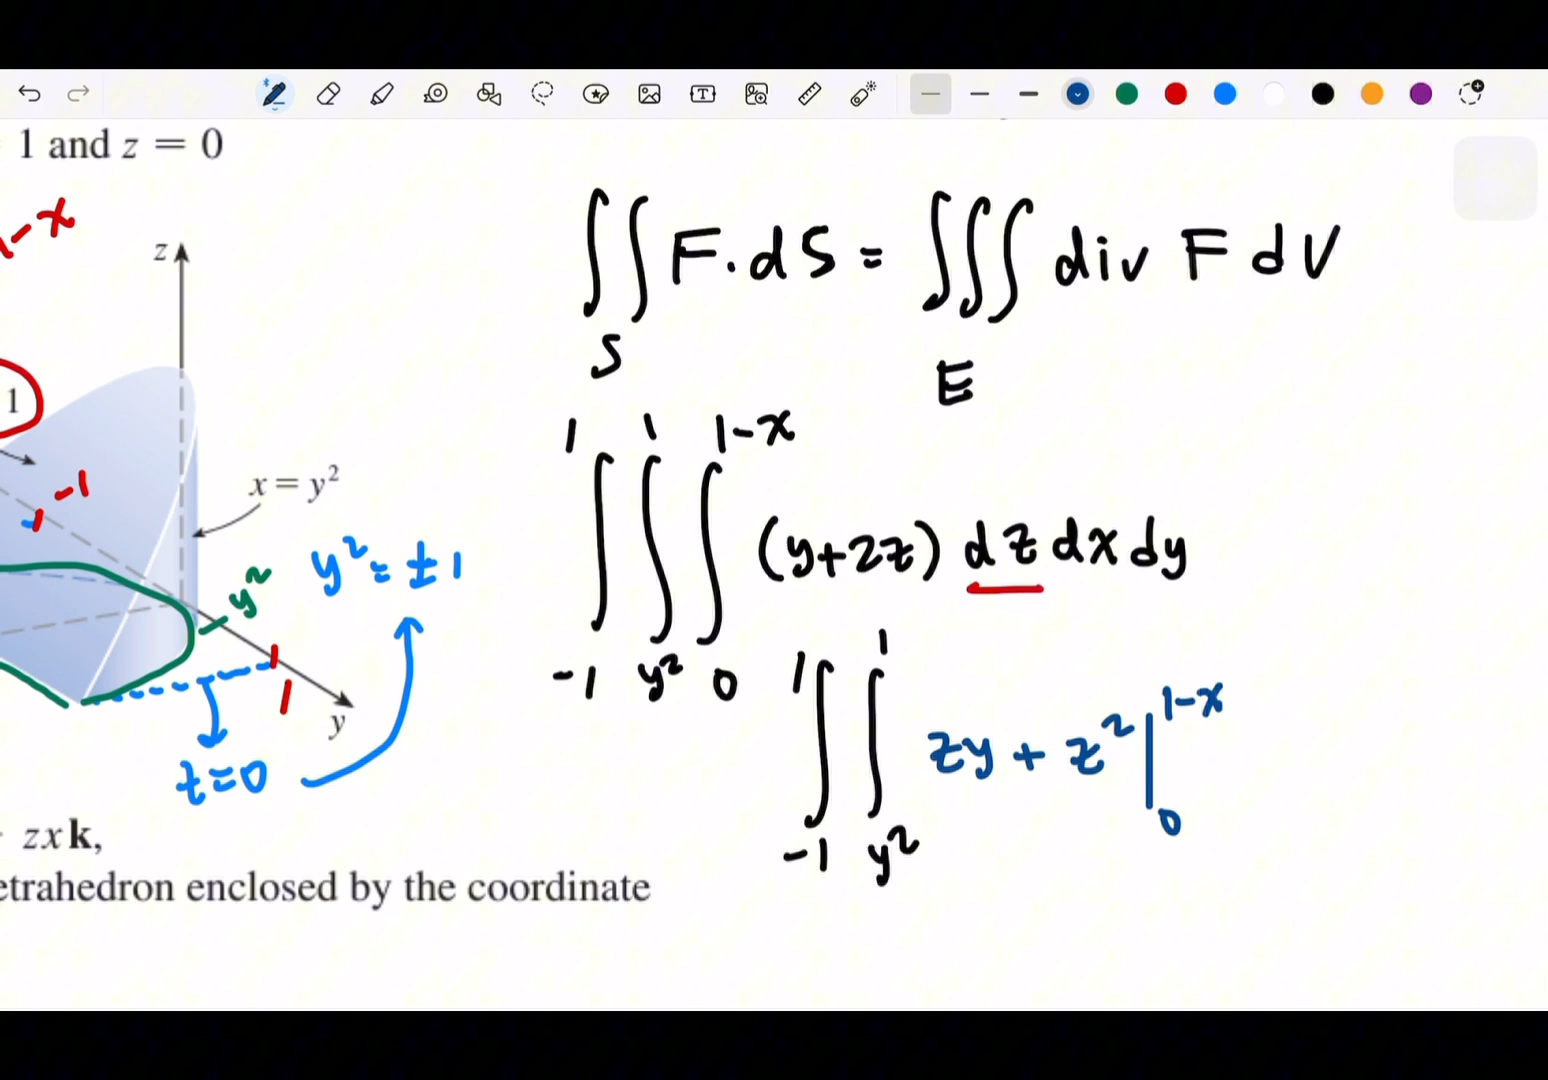 1 and z = 0
1-x
z
∬_S F. dS = ∭_E div F dV
1
-1
x = y²
y² = ±1
y²
1
y
z=0
∫_{-1}^{1} ∫_{y²}^{1} ∫_{0}^{1-x} (y+2z) dz dx dy
∫_{-1}^{1} ∫_{y²}^{1} zy + z² |_{0}^{1-x}
zx k,
etrahedron enclosed by the coordinate